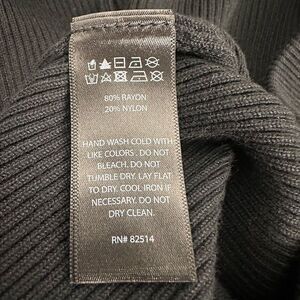 80% RAYON
20% NYLON
HAND WASH COLD WITH
LIKE COLORS . DO NOT
BLEACH. DO NOT
TUMBLE DRY. LAY FLAT
TO DRY. COOL IRON IF
NECESSARY. DO NOT
DRY CLEAN.
RN# 82514